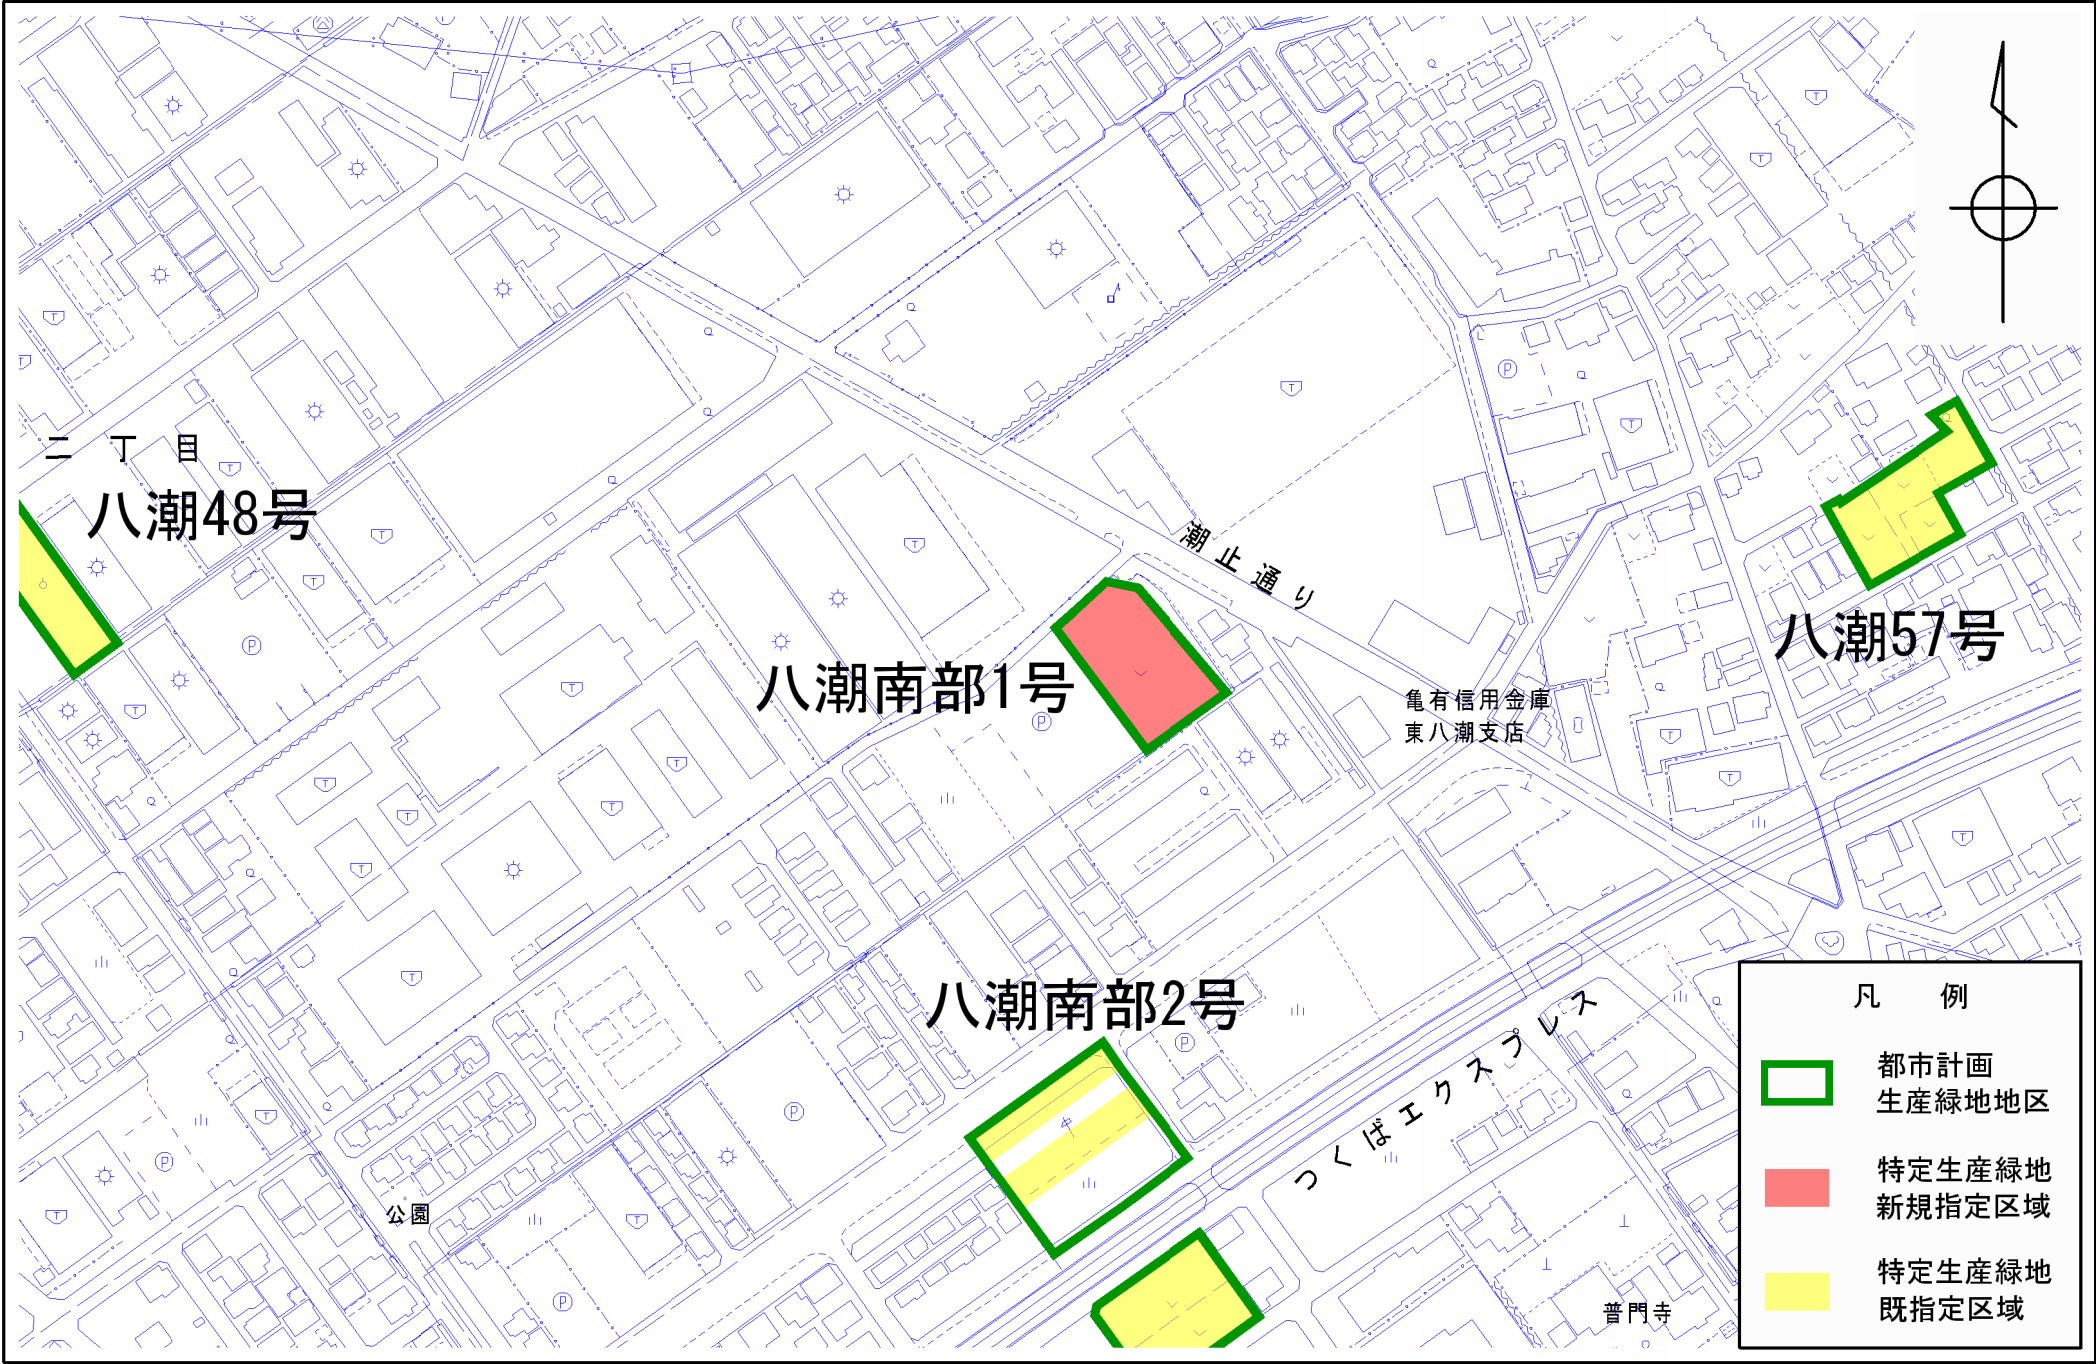 二丁目
八潮48号
潮止通り
八潮57号
八潮南部1号
亀有信用金庫
東八潮支店
八潮南部2号
つくばエクスプレス
公園
普門寺
凡 例
都市計画
生産緑地地区
特定生産緑地
新規指定区域
特定生産緑地
既指定区域